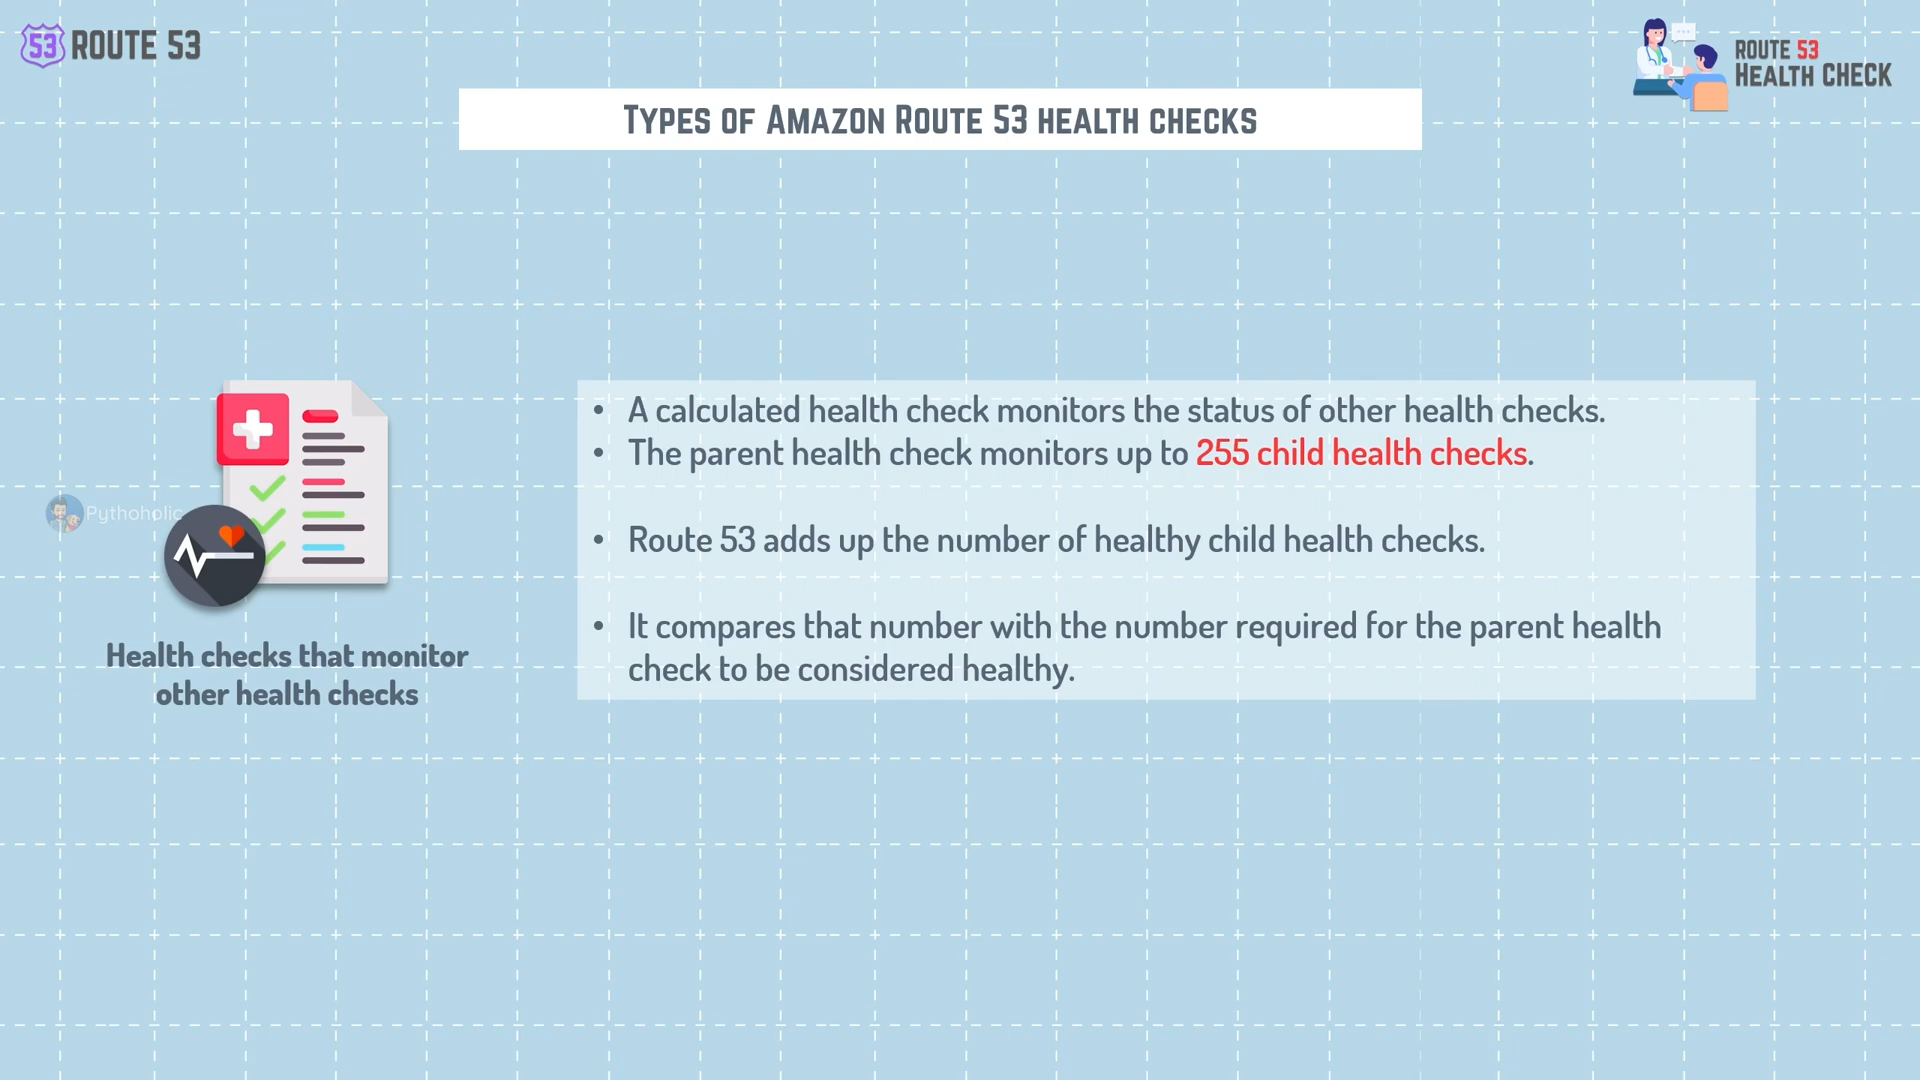 53 ROUTE 53
ROUTE 53
HEALTH CHECK
TYPES OF AMAZON ROUTE 53 HEALTH CHECKS
• A calculated health check monitors the status of other health checks.
• The parent health check monitors up to 255 child health checks.
• Route 53 adds up the number of healthy child health checks.
• It compares that number with the number required for the parent health
check to be considered healthy.
Pythoholic
Health checks that monitor
other health checks